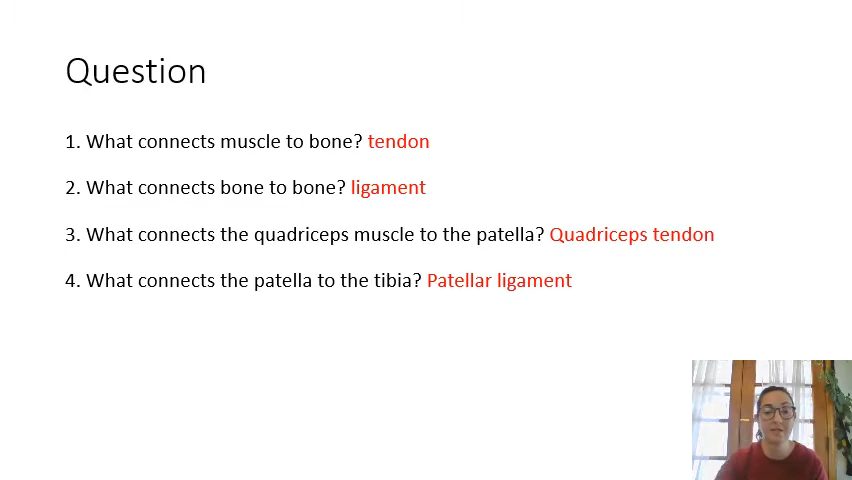 Question
1. What connects muscle to bone? tendon
2. What connects bone to bone? ligament
3. What connects the quadriceps muscle to the patella? Quadriceps tendon
4. What connects the patella to the tibia? Patellar ligament